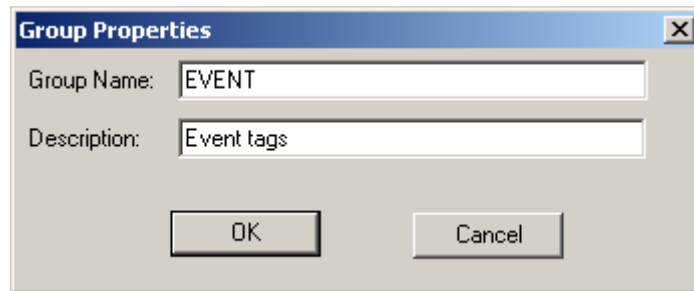 Group Properties
Group Name: EVENT
Description: Event tags
OK Cancel